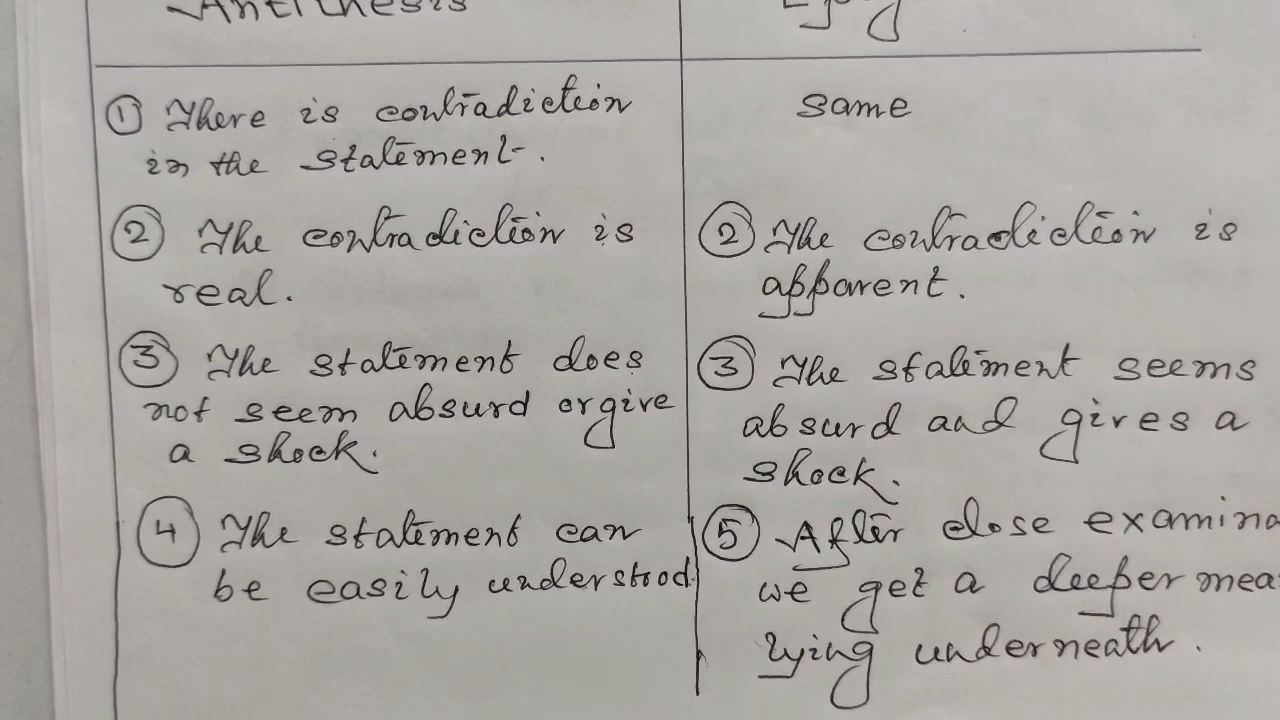 Antithesis
① There is contradiction
in the statement.
② The contradiction is
real.
③ The statement does
not seem absurd or give
a shock.
④ The statement can
be easily understood
same
② The contradiction is
apparent.
③ The statement seems
absurd and gives a
shock.
⑤ After close examina
we get a deeper mea
lying underneath.